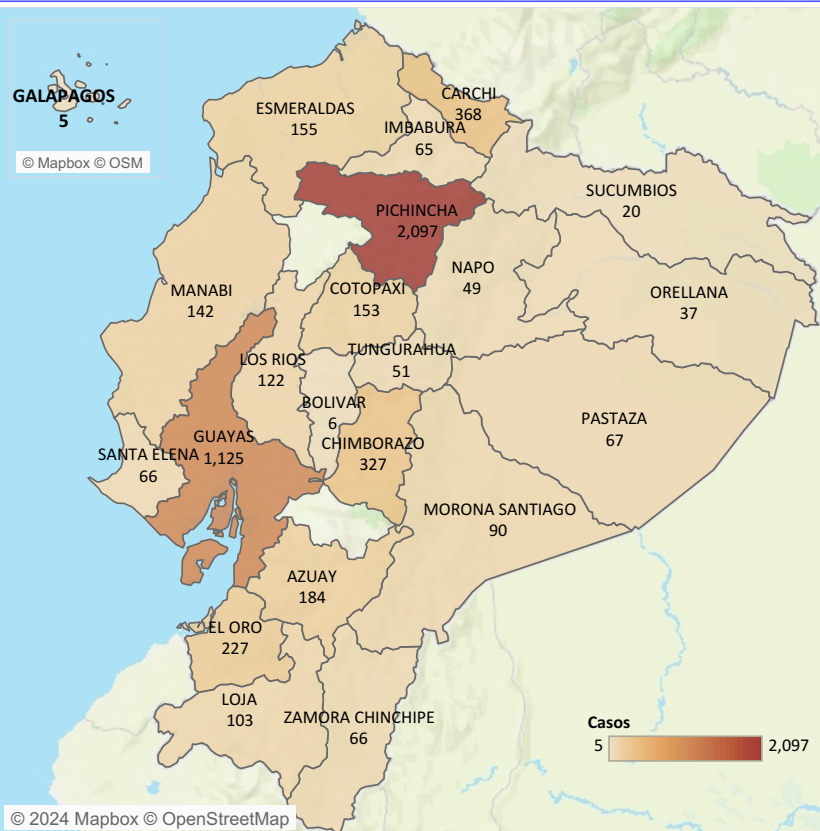 GALAPAGOS
5
© Mapbox © OSM
ESMERALDAS
155
CARCHI
368
IMBABURA
65
SUCUMBIOS
20
PICHINCHA
2,097
NAPO
49
ORELLANA
37
MANABI
142
COTOPAXI
153
LOS RIOS
122
TUNGURAHUA
51
BOLIVAR
6
PASTAZA
67
GUAYAS
1,125
CHIMBORAZO
327
SANTA ELENA
66
MORONA SANTIAGO
90
AZUAY
184
EL ORO
227
LOJA
103
ZAMORA CHINCHIPE
66
Casos
5 2,097
© 2024 Mapbox © OpenStreetMap